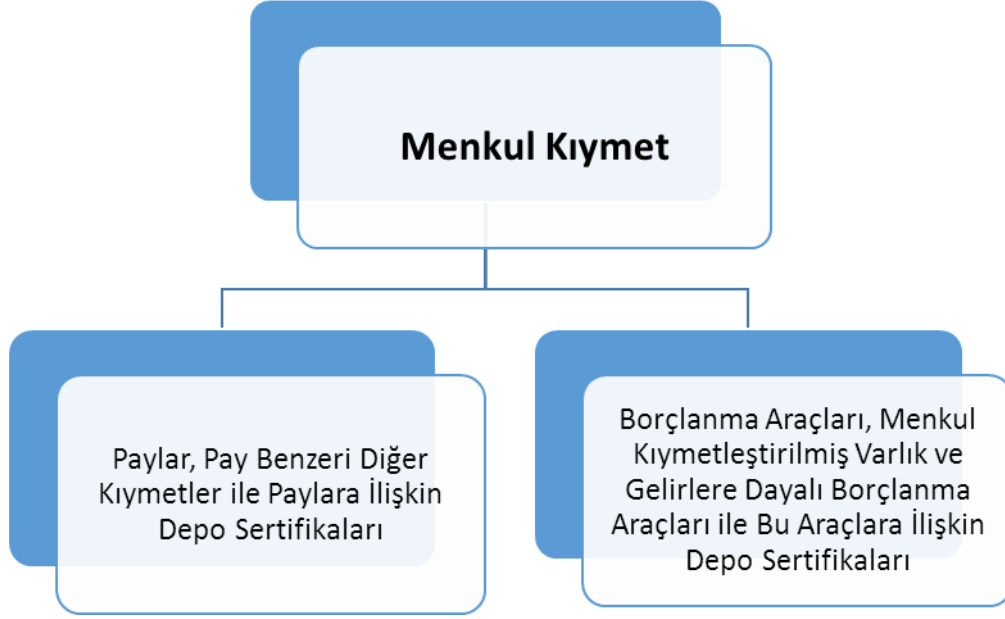 Menkul Kıymet
Paylar, Pay Benzeri Diğer
Kıymetler ile Paylara İlişkin
Depo Sertifikaları
Borçlanma Araçları, Menkul
Kıymetleştirilmiş Varlık ve
Gelirlere Dayalı Borçlanma
Araçları ile Bu Araçlara İlişkin
Depo Sertifikaları